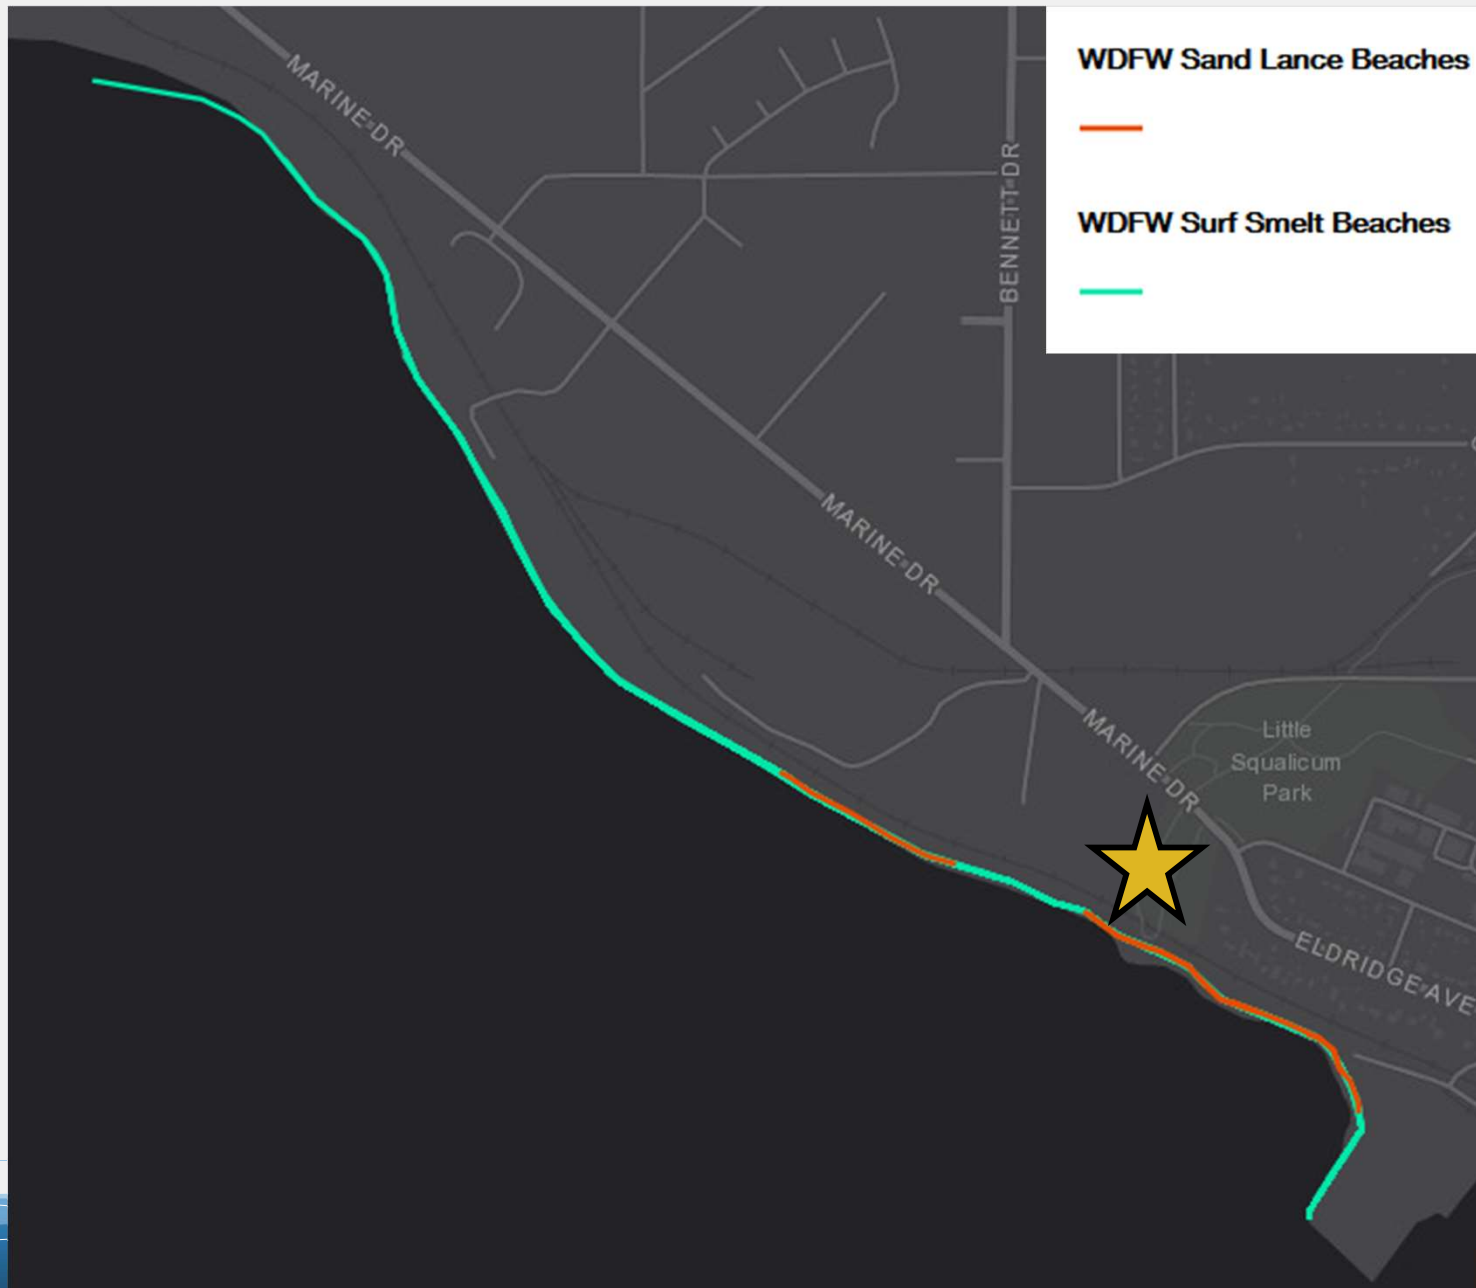 WDFW Sand Lance Beaches
WDFW Surf Smelt Beaches
MARINE DR
BENNETT DR
MARINE DR
MARINE DR
Little
Squalicum
Park
ELDRIDGE AVE